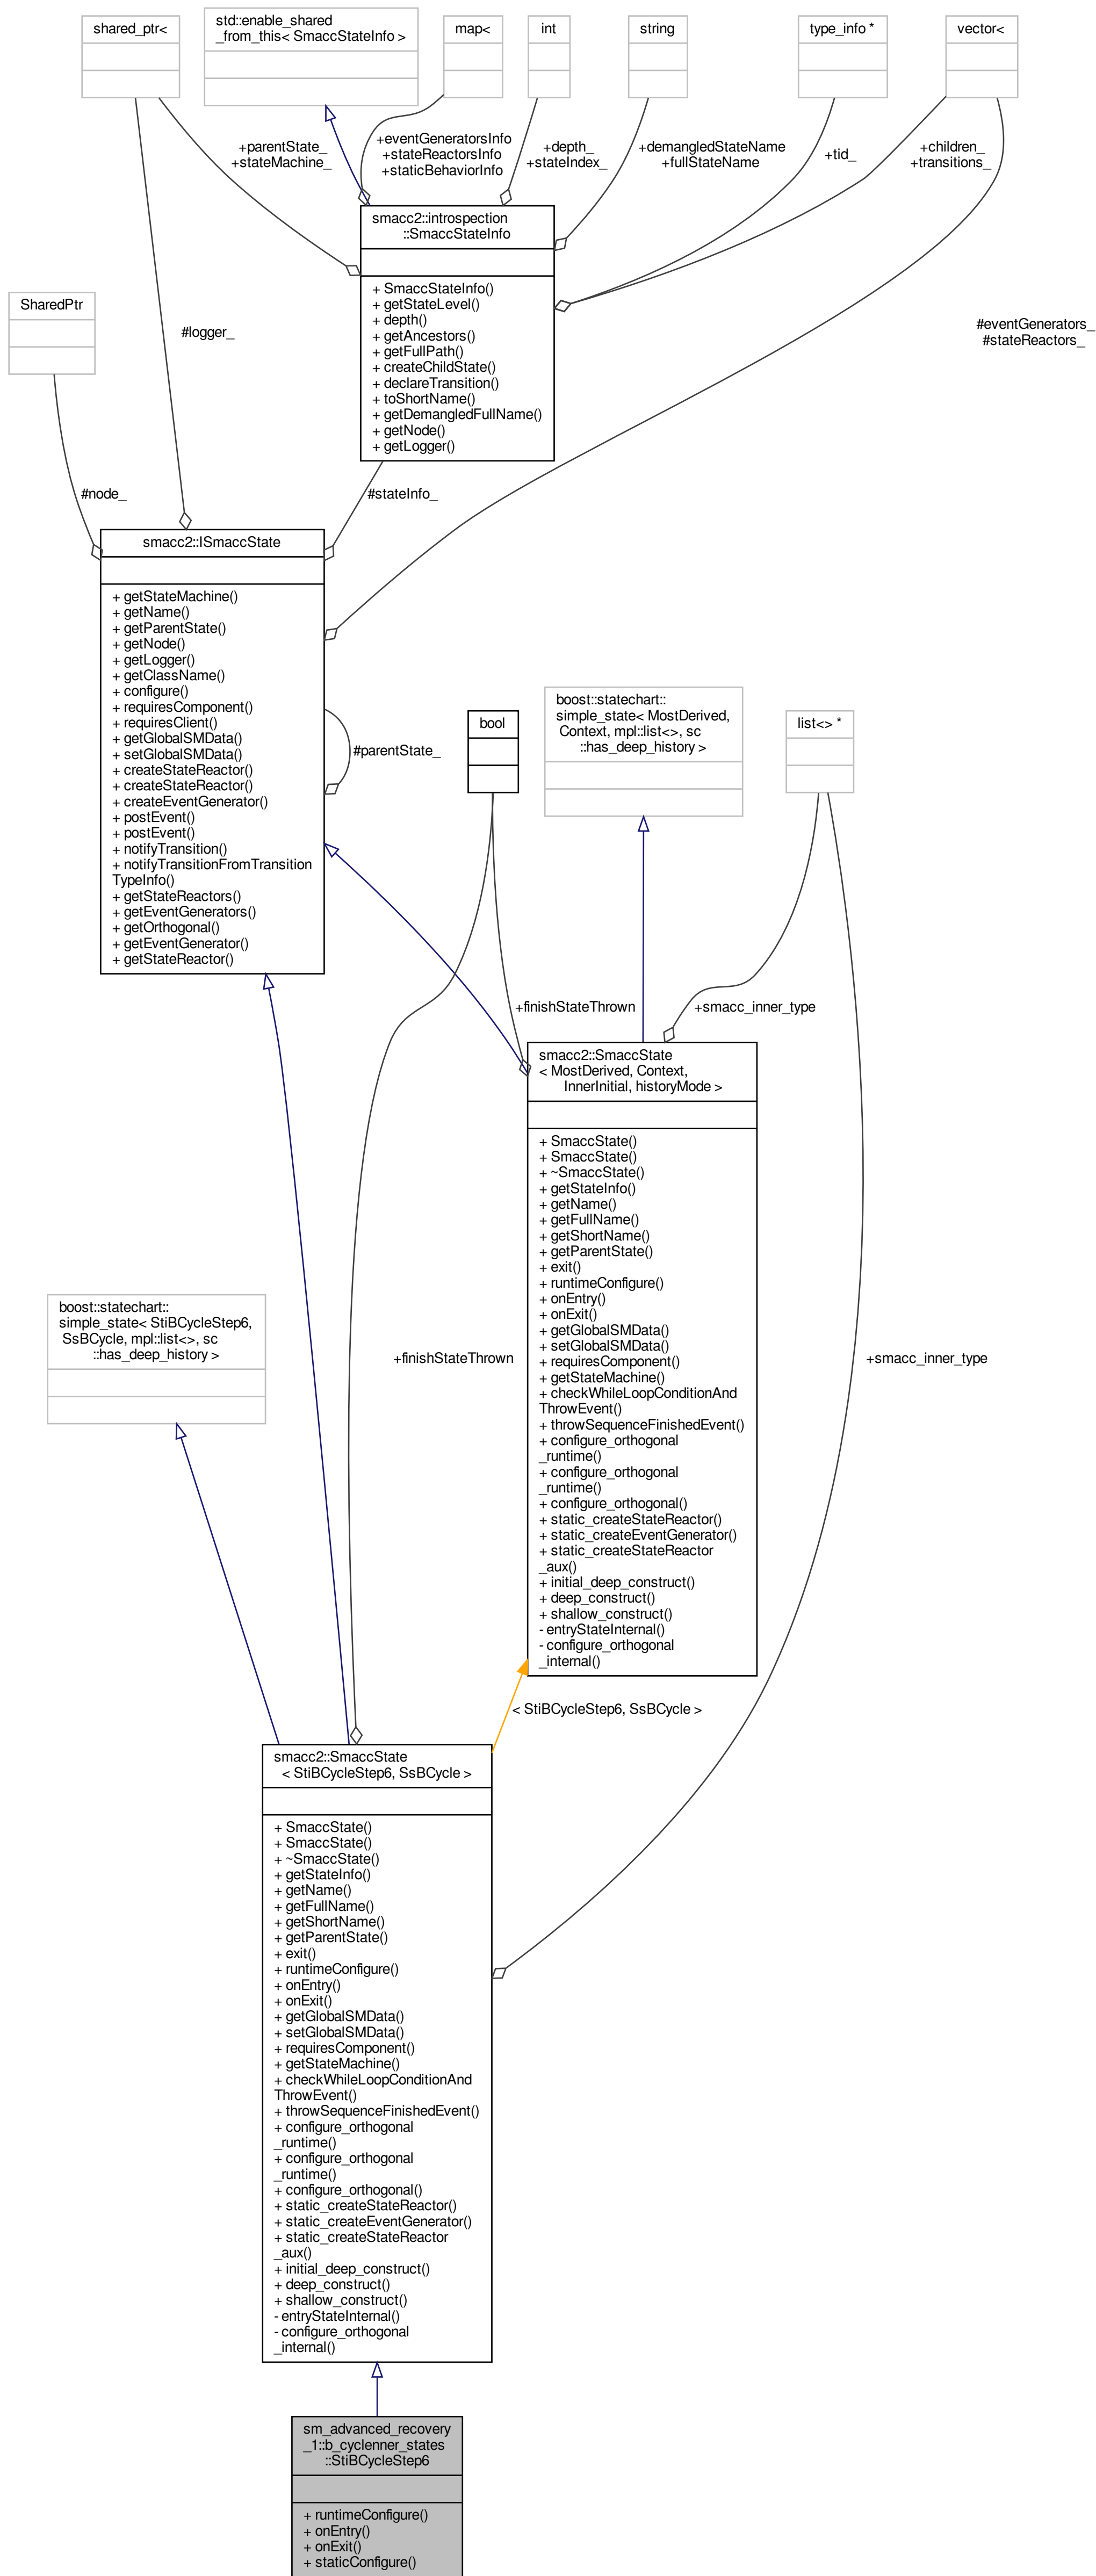 shared_ptr<
std::enable_shared
_from_this< SmaccStateInfo >
map<
int
string
type_info *
vector<
+parentState_
+stateMachine_
+eventGeneratorsInfo
+stateReactorsInfo
+staticBehaviorInfo
+depth_
+stateIndex_
+demangledStateName
+fullStateName
+tid_
+children_
+transitions_
smacc2::introspection
::SmaccStateInfo
+ SmaccStateInfo()
+ getStateLevel()
+ depth()
+ getAncestors()
+ getFullPath()
+ createChildState()
+ declareTransition()
+ toShortName()
+ getDemangledFullName()
+ getNode()
+ getLogger()
SharedPtr
#logger_
#eventGenerators_
#stateReactors_
#node_
#stateInfo_
smacc2::ISmaccState
+ getStateMachine()
+ getName()
+ getParentState()
+ getNode()
+ getLogger()
+ getClassName()
+ configure()
+ requiresComponent()
+ requiresClient()
+ getGlobalSMData()
+ setGlobalSMData()
+ createStateReactor()
+ createStateReactor()
+ createEventGenerator()
+ postEvent()
+ postEvent()
+ notifyTransition()
+ notifyTransitionFromTransition
TypeInfo()
+ getStateReactors()
+ getEventGenerators()
+ getOrthogonal()
+ getEventGenerator()
+ getStateReactor()
#parentState_
bool
boost::statechart::
simple_state< MostDerived,
Context, mpl::list<>, sc
::has_deep_history >
list<> *
+finishStateThrown
+smacc_inner_type
smacc2::SmaccState
< MostDerived, Context,
InnerInitial, historyMode >
+ SmaccState()
+ SmaccState()
+ ~SmaccState()
+ getStateInfo()
+ getName()
+ getFullName()
+ getShortName()
+ getParentState()
+ exit()
+ runtimeConfigure()
+ onEntry()
+ onExit()
+ getGlobalSMData()
+ setGlobalSMData()
+ requiresComponent()
+ getStateMachine()
+ checkWhileLoopConditionAnd
ThrowEvent()
+ throwSequenceFinishedEvent()
+ configure_orthogonal
_runtime()
+ configure_orthogonal
_runtime()
+ configure_orthogonal()
+ static_createStateReactor()
+ static_createEventGenerator()
+ static_createStateReactor
_aux()
+ initial_deep_construct()
+ deep_construct()
+ shallow_construct()
- entryStateInternal()
- configure_orthogonal
_internal()
boost::statechart::
simple_state< StiBCycleStep6,
SsBCycle, mpl::list<>, sc
::has_deep_history >
+finishStateThrown
+smacc_inner_type
< StiBCycleStep6, SsBCycle >
smacc2::SmaccState
< StiBCycleStep6, SsBCycle >
+ SmaccState()
+ SmaccState()
+ ~SmaccState()
+ getStateInfo()
+ getName()
+ getFullName()
+ getShortName()
+ getParentState()
+ exit()
+ runtimeConfigure()
+ onEntry()
+ onExit()
+ getGlobalSMData()
+ setGlobalSMData()
+ requiresComponent()
+ getStateMachine()
+ checkWhileLoopConditionAnd
ThrowEvent()
+ throwSequenceFinishedEvent()
+ configure_orthogonal
_runtime()
+ configure_orthogonal
_runtime()
+ configure_orthogonal()
+ static_createStateReactor()
+ static_createEventGenerator()
+ static_createStateReactor
_aux()
+ initial_deep_construct()
+ deep_construct()
+ shallow_construct()
- entryStateInternal()
- configure_orthogonal
_internal()
sm_advanced_recovery
_1::b_cyclenner_states
::StiBCycleStep6
+ runtimeConfigure()
+ onEntry()
+ onExit()
+ staticConfigure()